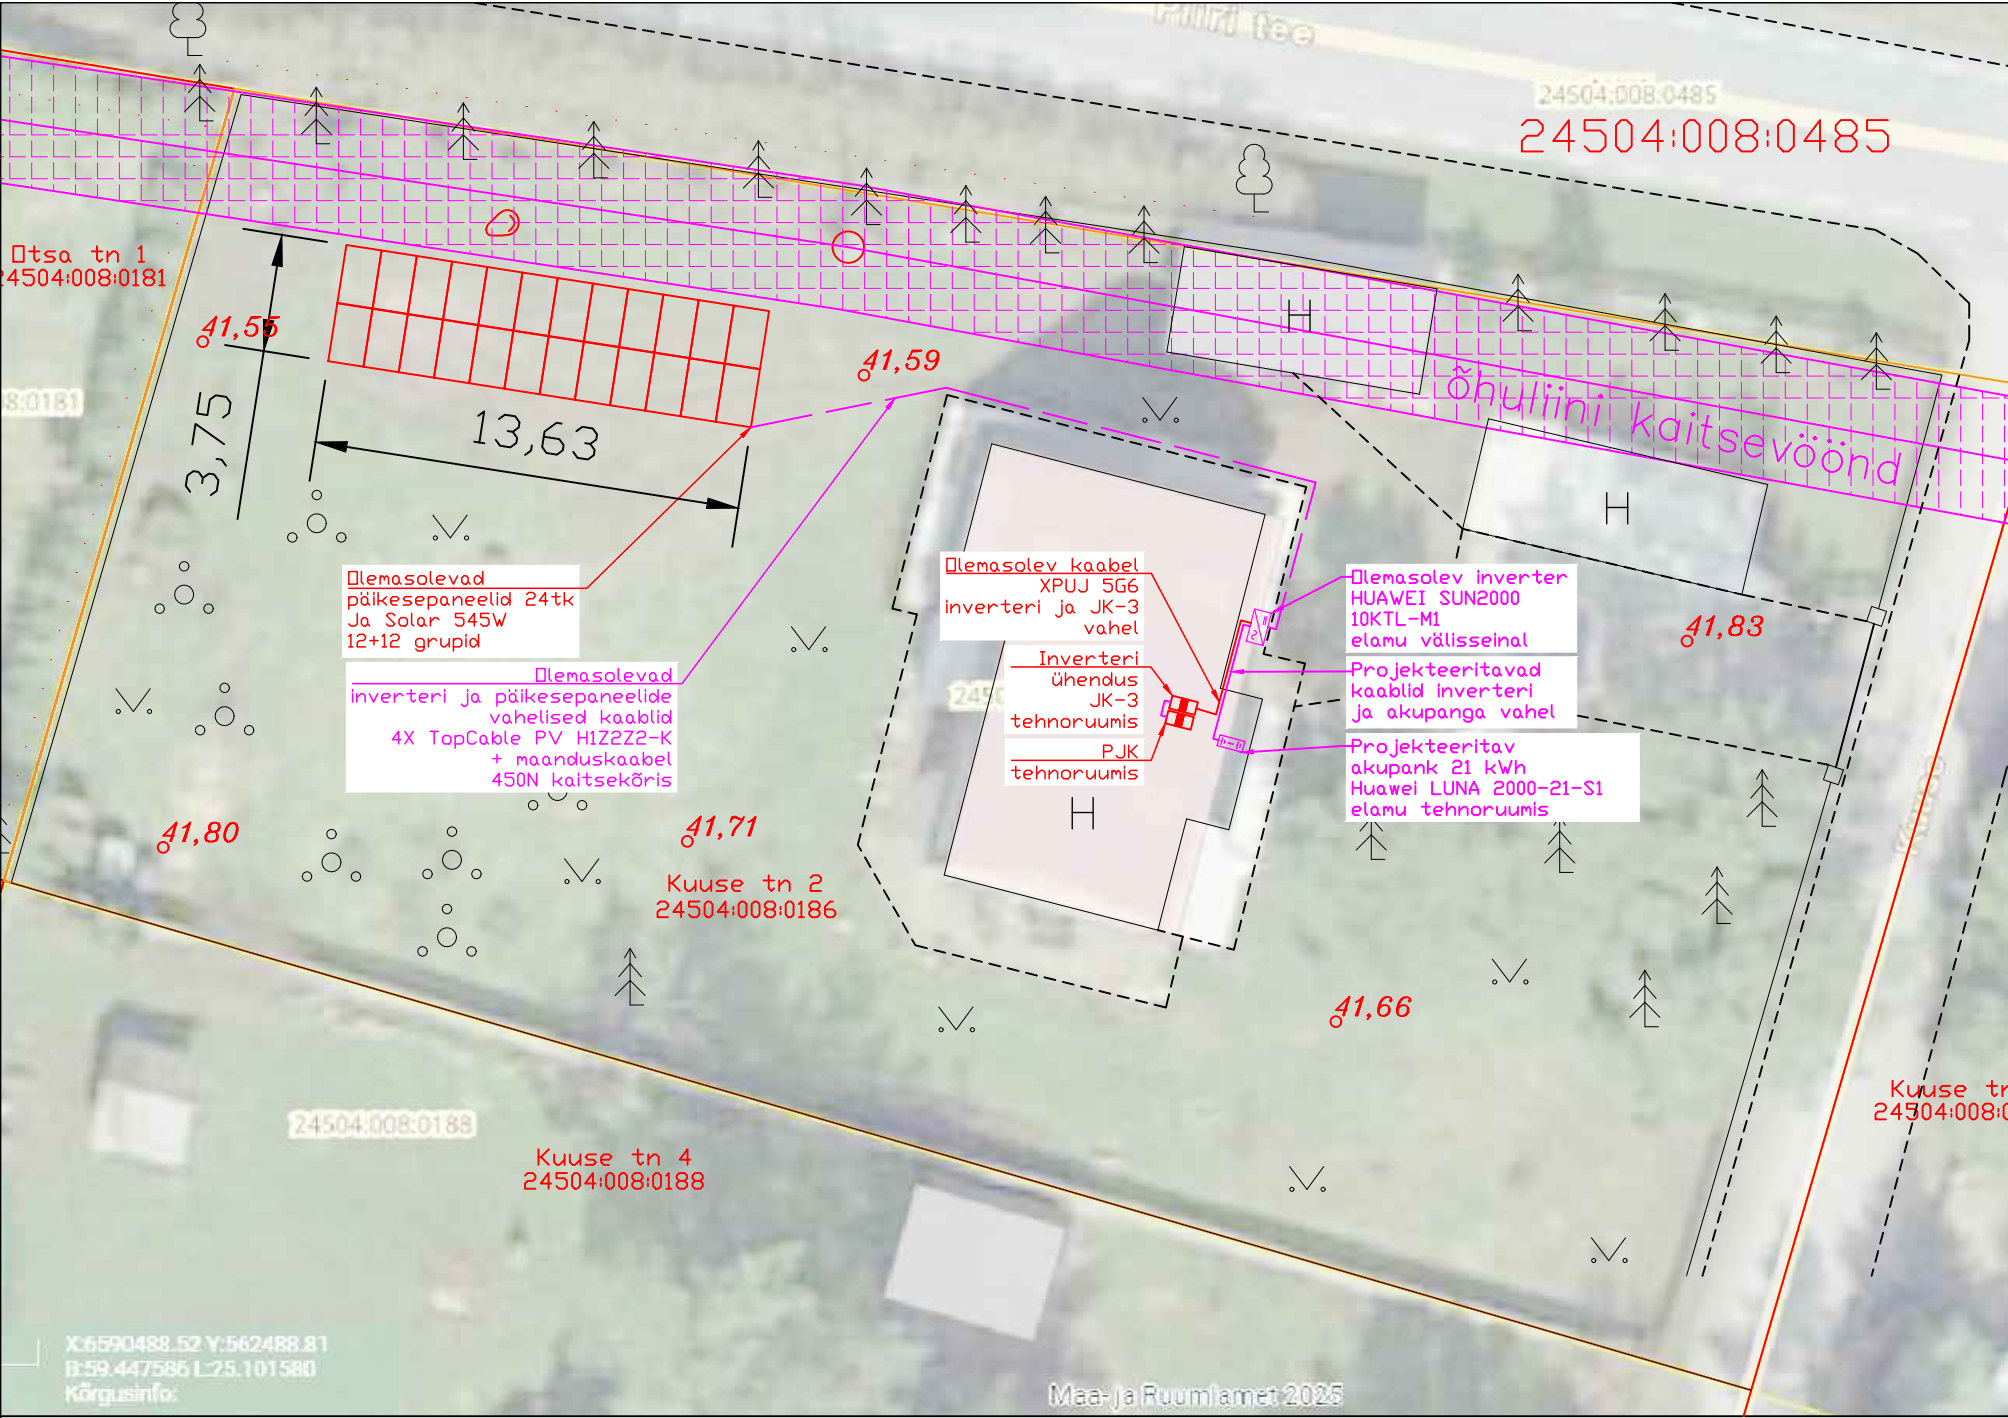 Piiri tee
24504:008:0485
24504:008:0485
Otsa tn 1
24504:008:0181
8:0181
41,55
41,59
3,75
13,63
H
õhuliini kaitsevöönd
H
Olemasolevad
päikesepaneelid 24tk
Ja Solar 545W
12+12 grupid
Olemasolevad
inverteri ja päikesepaneelide
vahelised kaablid
4X TopCable PV H1Z2Z2-K
+ maanduskaabel
450N kaitsekõris
Olemasolev kaabel
XPUJ 5G6
inverteri ja JK-3
vahel
Inverteri
ühendus
JK-3
tehnoruumis
PJK
tehnoruumis
H
Olemasolev inverter
HUAWEI SUN2000
10KTL-M1
elamu välisseinal
Projekteeritavad
kaablid inverteri
ja akupanga vahel
Projekteeritav
akupank 21 kWh
Huawei LUNA 2000-21-S1
elamu tehnoruumis
41,83
2450
41,80
41,71
Kuuse tn 2
24504:008:0186
41,66
Kuuse tn
24504:008:0
24504:008:0188
Kuuse tn 4
24504:008:0188
X:6590488.52 Y:562488.81
B:59.447586 L:25.101580
Kõrgusinfo:
Maa- ja Ruumiamet 2025